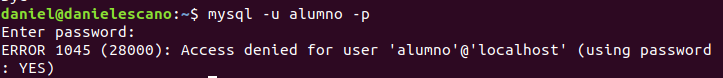 daniel@danielescano:~$ mysql -u alumno -p
Enter password:
ERROR 1045 (28000): Access denied for user 'alumno'@'localhost' (using password
: YES)